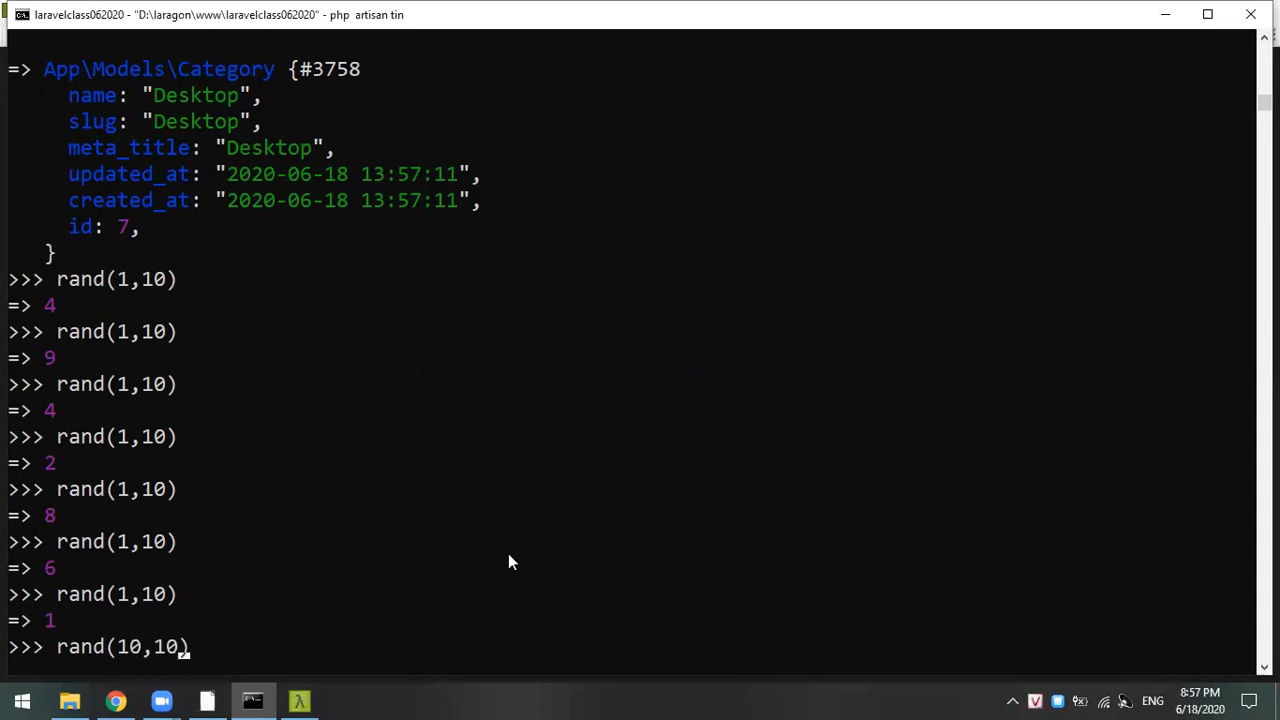 laravelclass062020 - "D:\laragon\www\laravelclass062020" - php  artisan tin
=> App\Models\Category {#3758
name: "Desktop",
slug: "Desktop",
meta_title: "Desktop",
updated_at: "2020-06-18 13:57:11",
created_at: "2020-06-18 13:57:11",
id: 7,
}
>>> rand(1,10)
=> 4
>>> rand(1,10)
=> 9
>>> rand(1,10)
=> 4
>>> rand(1,10)
=> 2
>>> rand(1,10)
=> 8
>>> rand(1,10)
=> 6
>>> rand(1,10)
=> 1
>>> rand(10,10)
ENG
8:57 PM
6/18/2020